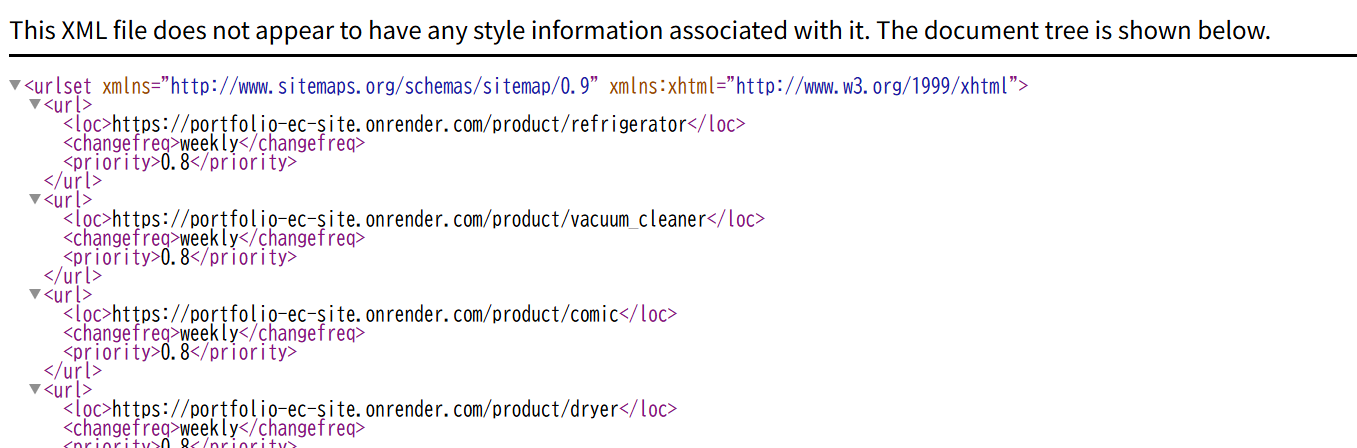 This XML file does not appear to have any style information associated with it. The document tree is shown below.
▼<urlset xmlns="http://www.sitemaps.org/schemas/sitemap/0.9" xmlns:xhtml="http://www.w3.org/1999/xhtml">
▼<url>
<loc>https://portfolio-ec-site.onrender.com/product/refrigerator</loc>
<changefreq>weekly</changefreq>
<priority>0.8</priority>
</url>
▼<url>
<loc>https://portfolio-ec-site.onrender.com/product/vacuum_cleaner</loc>
<changefreq>weekly</changefreq>
<priority>0.8</priority>
</url>
▼<url>
<loc>https://portfolio-ec-site.onrender.com/product/comic</loc>
<changefreq>weekly</changefreq>
<priority>0.8</priority>
</url>
▼<url>
<loc>https://portfolio-ec-site.onrender.com/product/dryer</loc>
<changefreq>weekly</changefreq>
<priority>0.8</priority>